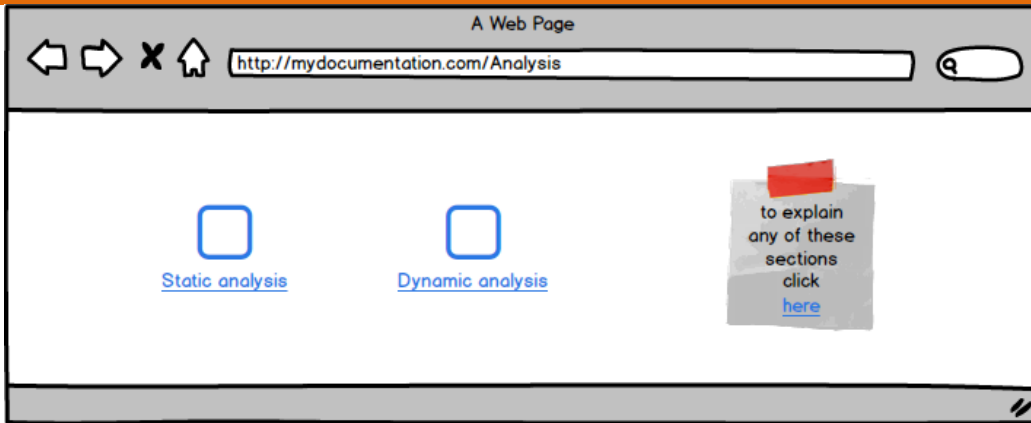 A Web Page
http://mydocumentation.com/Analysis
Static analysis
Dynamic analysis
to explain
any of these
sections
click
here